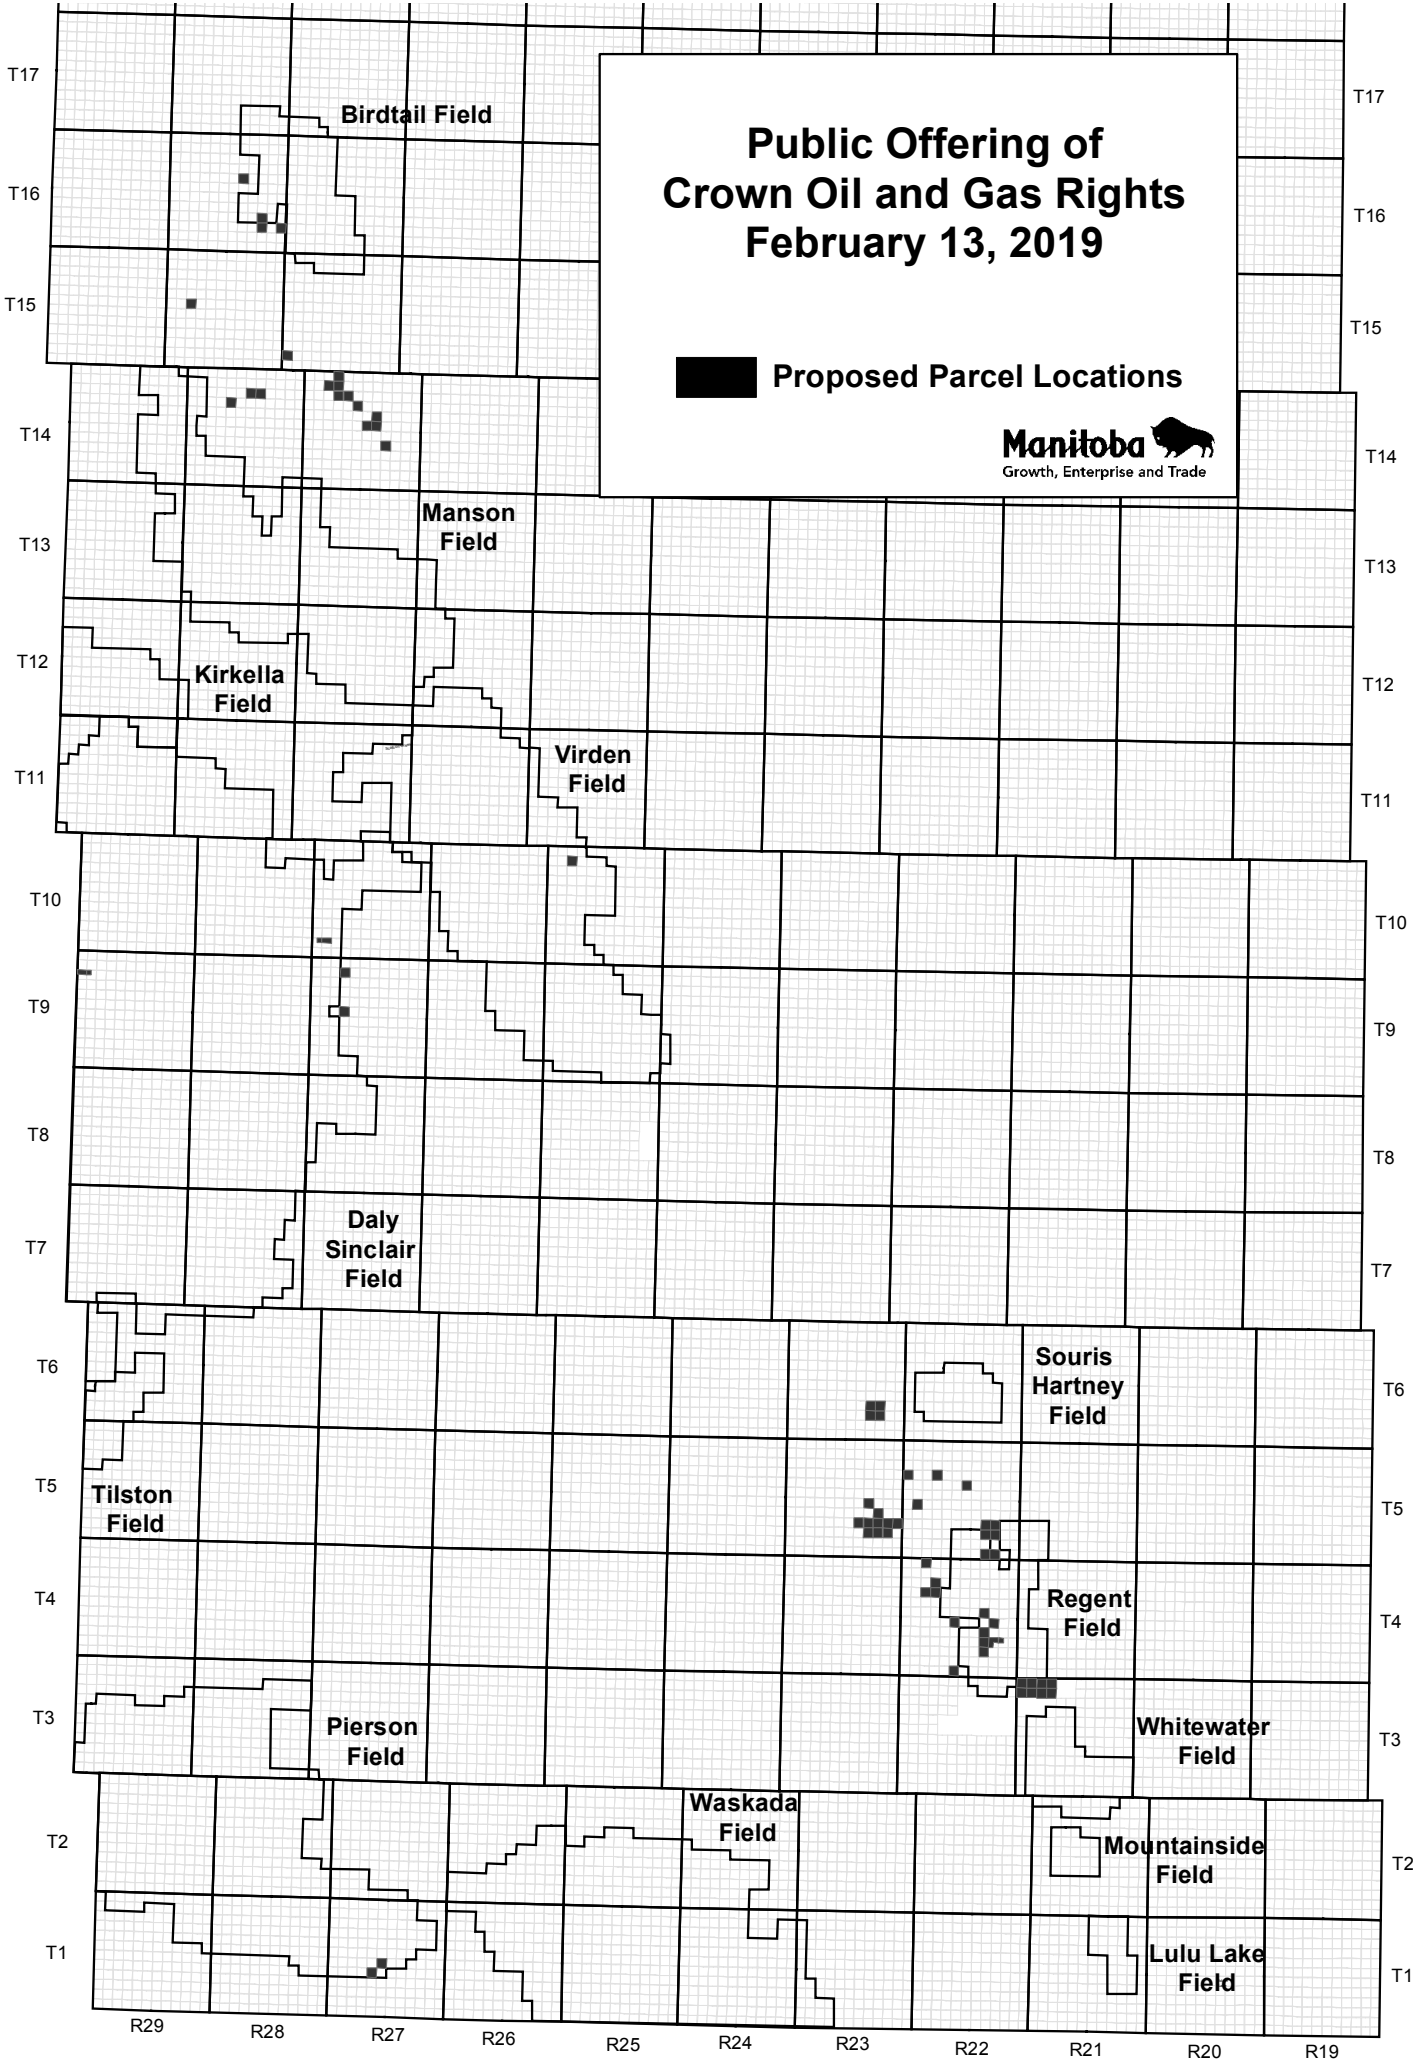 T17
Birdtail Field
T17
Public Offering of
Crown Oil and Gas Rights
February 13, 2019
T16
T16
T15
T15
Proposed Parcel Locations
Manitoba
Growth, Enterprise and Trade
T14
T14
Manson
Field
T13
T13
Kirkella
Field
T12
T12
Virden
Field
T11
T11
T10
T10
T9
T9
T8
T8
Daly
Sinclair
Field
T7
T7
Souris
Hartney
Field
T6
T6
Tilston
Field
T5
T5
Regent
Field
T4
T4
Pierson
Field
Whitewater
Field
T3
T3
Waskada
Field
Mountainside
Field
T2
T2
Lulu Lake
Field
T1
T1
R29
R28
R27
R26
R25
R24
R23
R22
R21
R20
R19